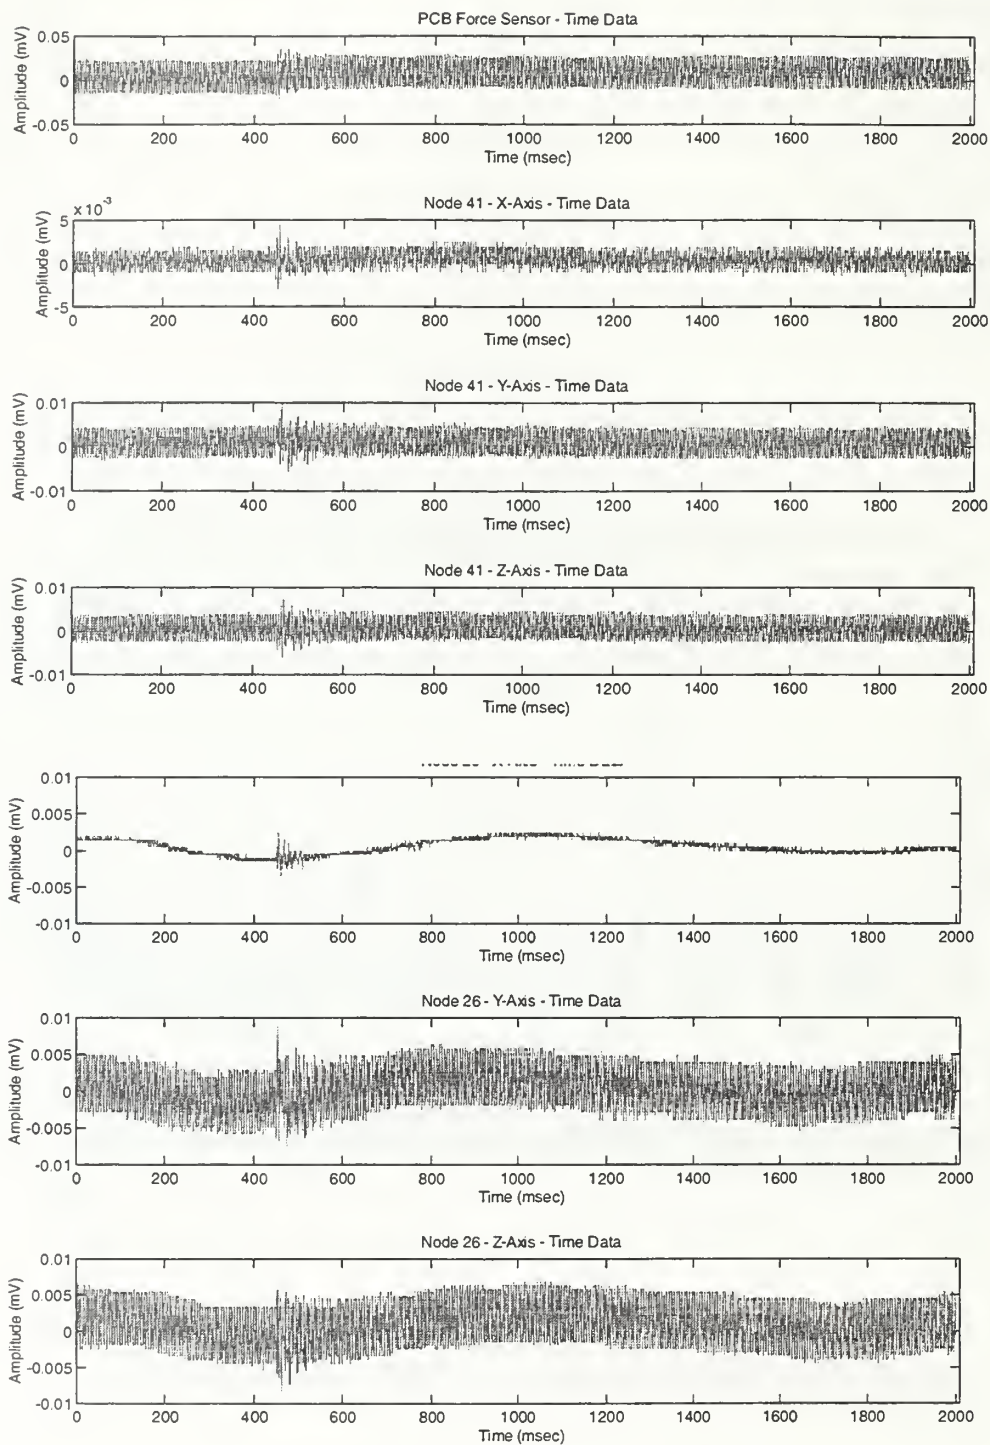 PCB Force Sensor - Time Data
Amplitude (mV)
0.05
0
-0.05
0 200 400 600 800 1000 1200 1400 1600 1800 2000
Time (msec)
x 10-3
Node 41 - X-Axis - Time Data
Amplitude (mV)
5
0
-5
0 200 400 600 800 1000 1200 1400 1600 1800 2000
Time (msec)
Node 41 - Y-Axis - Time Data
Amplitude (mV)
0.01
0
-0.01
0 200 400 600 800 1000 1200 1400 1600 1800 2000
Time (msec)
Node 41 - Z-Axis - Time Data
Amplitude (mV)
0.01
0
-0.01
0 200 400 600 800 1000 1200 1400 1600 1800 2000
Time (msec)
Amplitude (mV)
0.01
0.005
0
-0.005
-0.01
0 200 400 600 800 1000 1200 1400 1600 1800 2000
Time (msec)
Node 26 - Y-Axis - Time Data
Amplitude (mV)
0.01
0.005
0
-0.005
-0.01
0 200 400 600 800 1000 1200 1400 1600 1800 2000
Time (msec)
Node 26 - Z-Axis - Time Data
Amplitude (mV)
0.01
0.005
0
-0.005
-0.01
0 200 400 600 800 1000 1200 1400 1600 1800 2000
Time (msec)